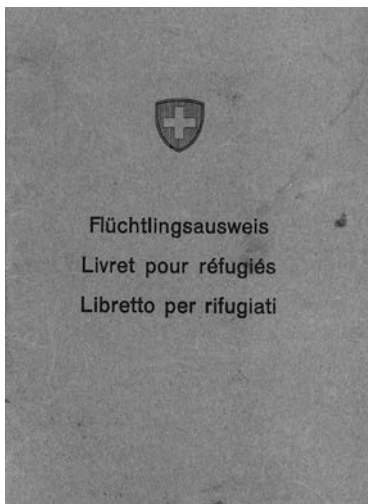 Flüchtlingsausweis
Livret pour réfugiés
Libretto per rifugiati